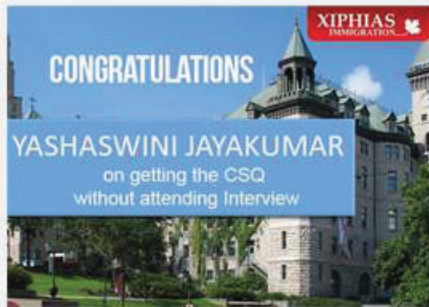 XIPHIAS
IMMIGRATION
CONGRATULATIONS
YASHASWINI JAYAKUMAR
on getting the CSQ
without attending Interview